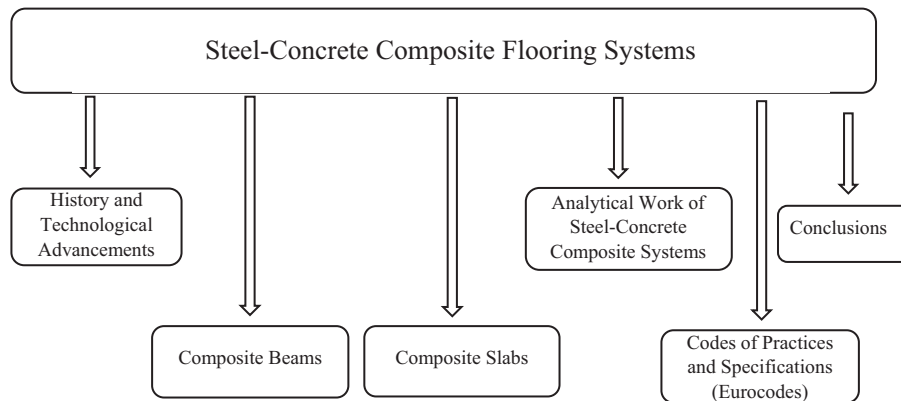 Steel-Concrete Composite Flooring Systems
History and
Technological
Advancements
Composite Beams
Composite Slabs
Analytical Work of
Steel-Concrete
Composite Systems
Codes of Practices
and Specifications
(Eurocodes)
Conclusions